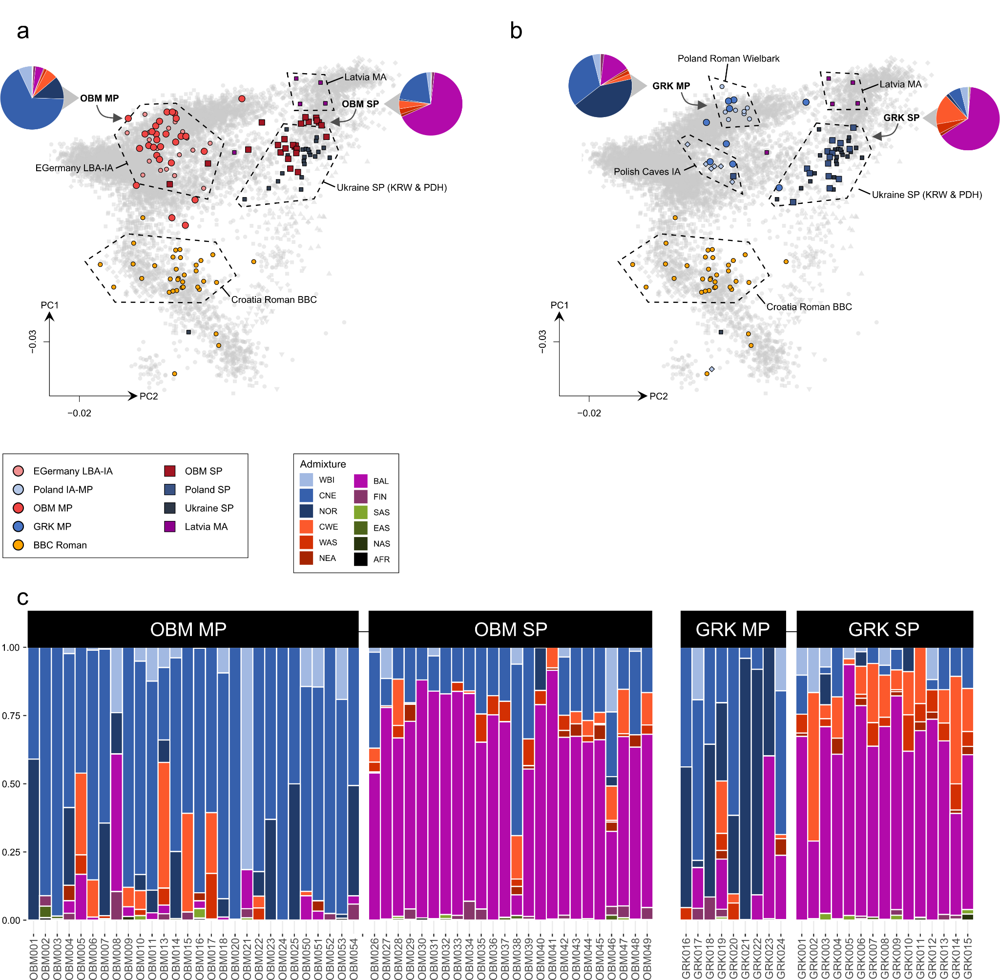 a
OBM MP
Latvia MA
OBM SP
EGermany LBA-IA
Ukraine SP (KRW & PDH)
Croatia Roman BBC
PC1
−0.03
PC2
−0.02
b
Poland Roman Wielbark
GRK MP
Latvia MA
GRK SP
Polish Caves IA
Ukraine SP (KRW & PDH)
Croatia Roman BBC
PC1
−0.03
PC2
−0.02
EGermany LBA-IA
Poland IA-MP
OBM MP
GRK MP
BBC Roman
OBM SP
Poland SP
Ukraine SP
Latvia MA
Admixture
WBI
CNE
NOR
CWE
WAS
NEA
BAL
FIN
SAS
EAS
NAS
AFR
c
OBM MP
OBM SP
GRK MP
GRK SP
1.00
0.75
0.50
0.25
0.00
OBM001
OBM002
OBM003
OBM004
OBM005
OBM006
OBM007
OBM008
OBM009
OBM010
OBM011
OBM013
OBM014
OBM015
OBM016
OBM017
OBM018
OBM020
OBM021
OBM022
OBM023
OBM024
OBM025
OBM050
OBM051
OBM052
OBM053
OBM054
OBM026
OBM027
OBM028
OBM029
OBM030
OBM031
OBM032
OBM033
OBM034
OBM035
OBM036
OBM037
OBM038
OBM039
OBM040
OBM041
OBM042
OBM043
OBM044
OBM045
OBM046
OBM047
OBM048
OBM049
GRK016
GRK017
GRK018
GRK019
GRK020
GRK021
GRK022
GRK023
GRK024
GRK001
GRK002
GRK003
GRK004
GRK005
GRK006
GRK007
GRK008
GRK009
GRK010
GRK011
GRK012
GRK013
GRK014
GRK015